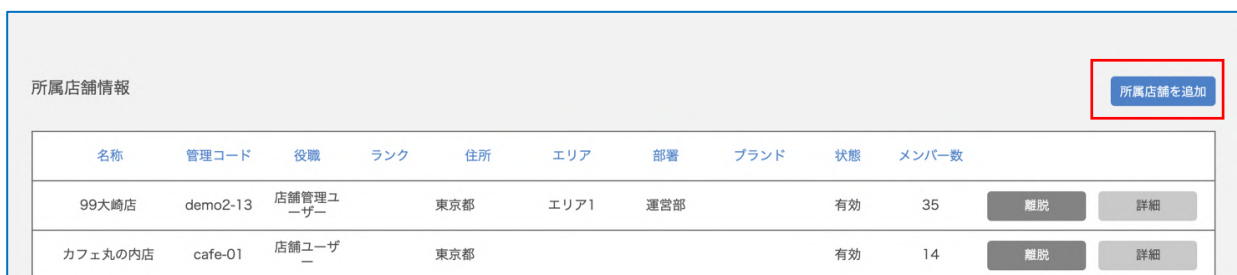 所属店舗情報
所属店舗を追加
名称 管理コード 役職 ランク 住所 エリア 部署 ブランド 状態 メンバー数
99大崎店 demo2-13 店舗管理ユ
ーザー 東京都 エリア1 運営部 有効 35 離脱 詳細
カフェ丸の内店 cafe-01 店舗ユーザ
ー 東京都 有効 14 離脱 詳細